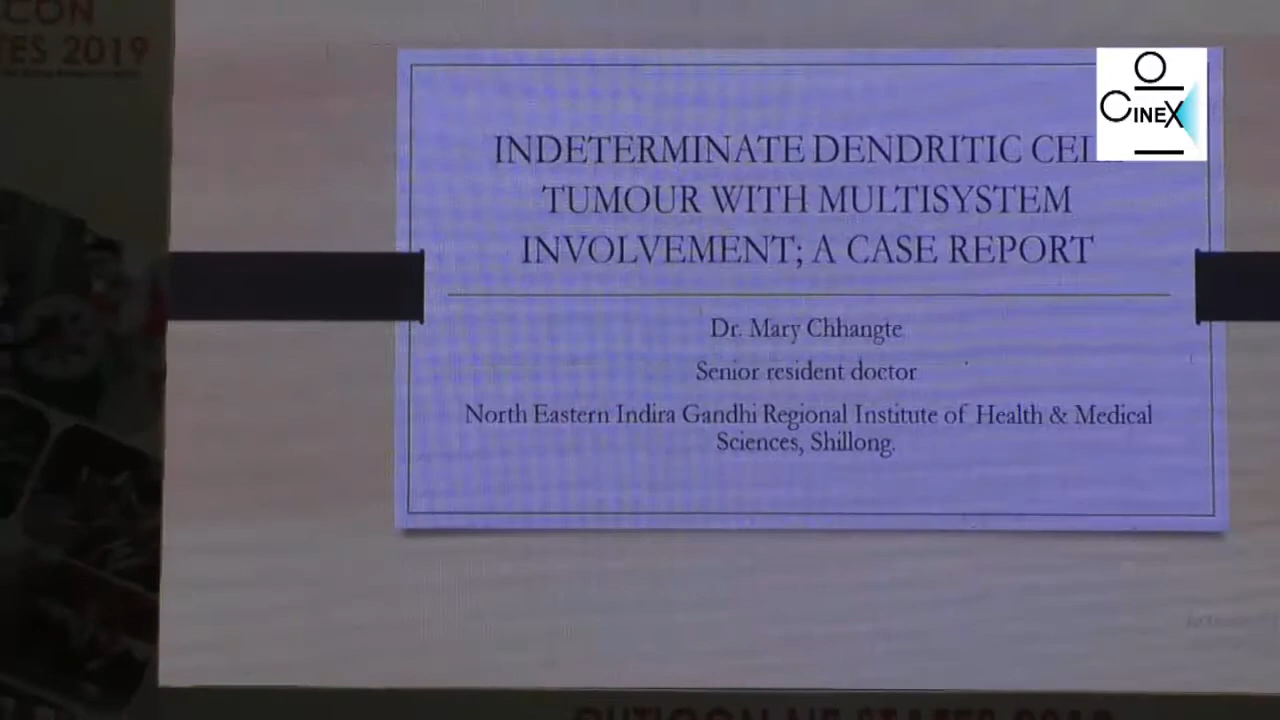 CON
TES 2019
CINEX
INDETERMINATE DENDRITIC CELL
TUMOUR WITH MULTISYSTEM
INVOLVEMENT; A CASE REPORT
Dr. Mary Chhangte
Senior resident doctor
North Eastern Indira Gandhi Regional Institute of Health & Medical
Sciences, Shillong.